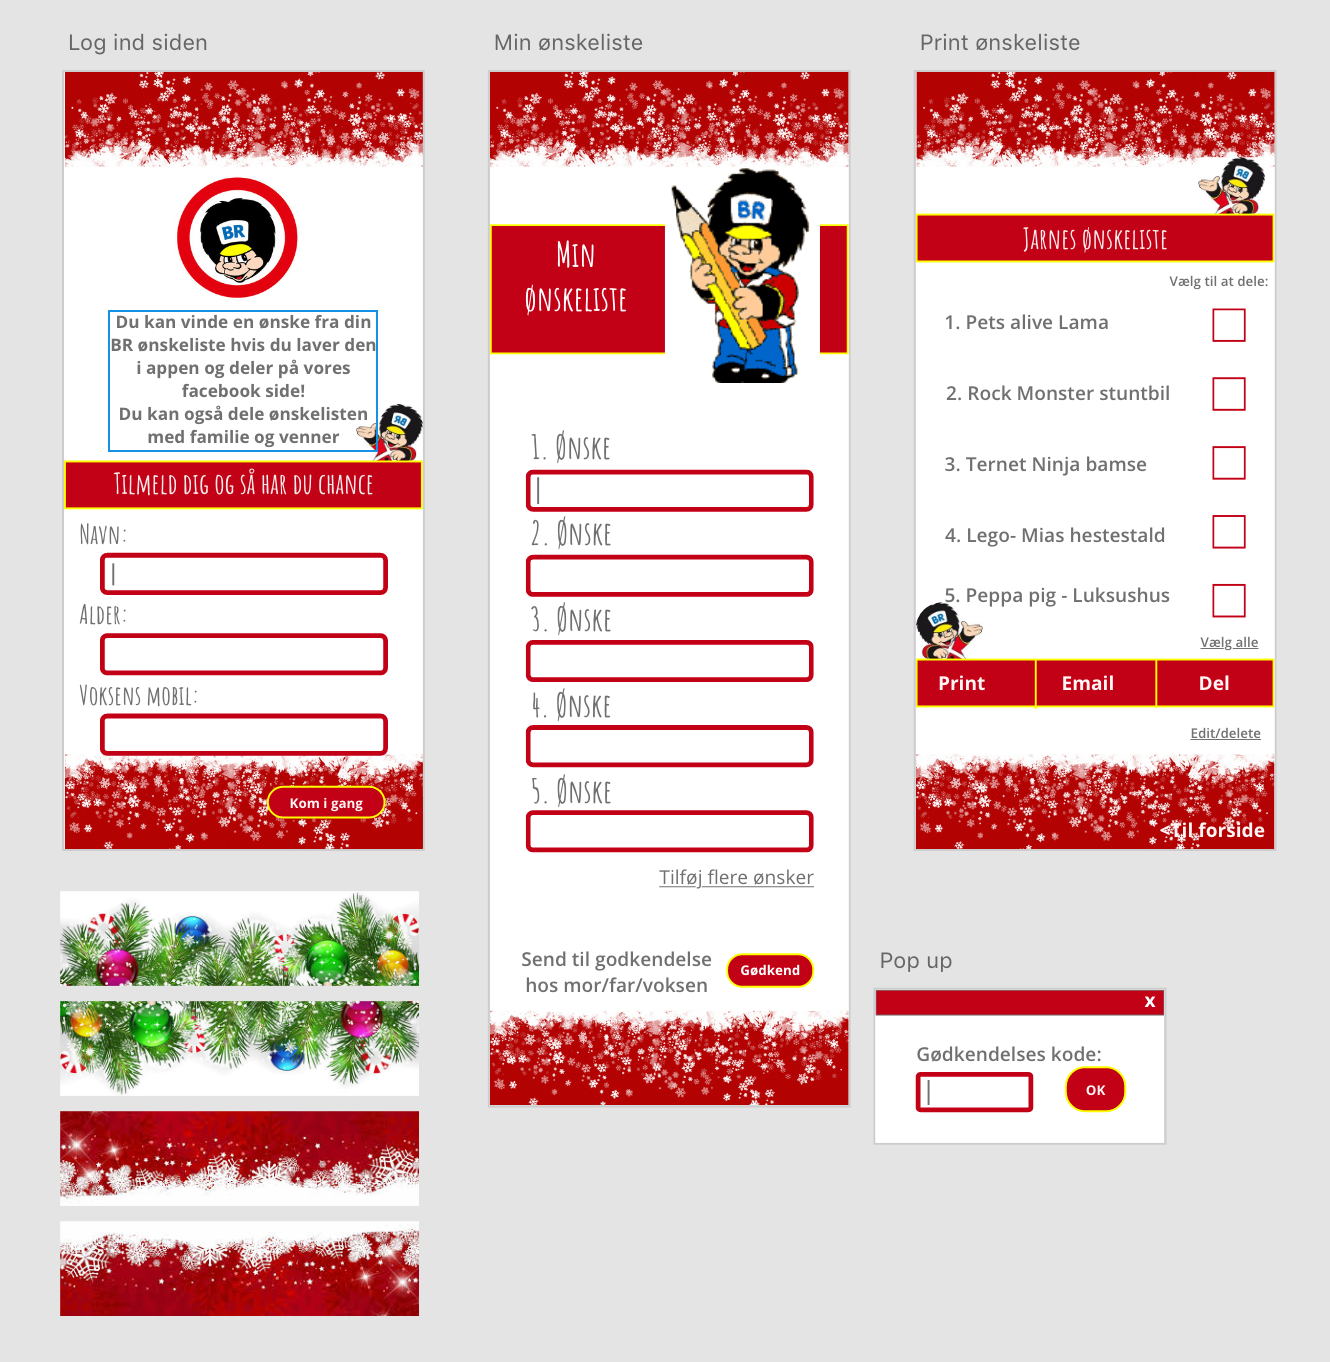 Log ind siden
BR
Du kan vinde en ønske fra din
BR ønskeliste hvis du laver den
i appen og deler på vores
facebook side!
Du kan også dele ønskelisten
med familie og venner
BR
Tilmeld dig og så har du chance
Navn:
Alder:
Voksens mobil:
Kom i gang
Min ønskeliste
BR
Min
ønskeliste
1. Ønske
2. Ønske
3. Ønske
4. Ønske
5. Ønske
Tilføj flere ønsker
Send til godkendelse
hos mor/far/voksen
Gødkend
Print ønskeliste
BR
Jarnes ønskeliste
Vælg til at dele:
1. Pets alive Lama
2. Rock Monster stuntbil
3. Ternet Ninja bamse
4. Lego- Mias hestestald
5. Peppa pig - Luksushus
BR
Vælg alle
Print
Email
Del
Edit/delete
<Til forside
Pop up
x
Gødkendelses kode:
OK